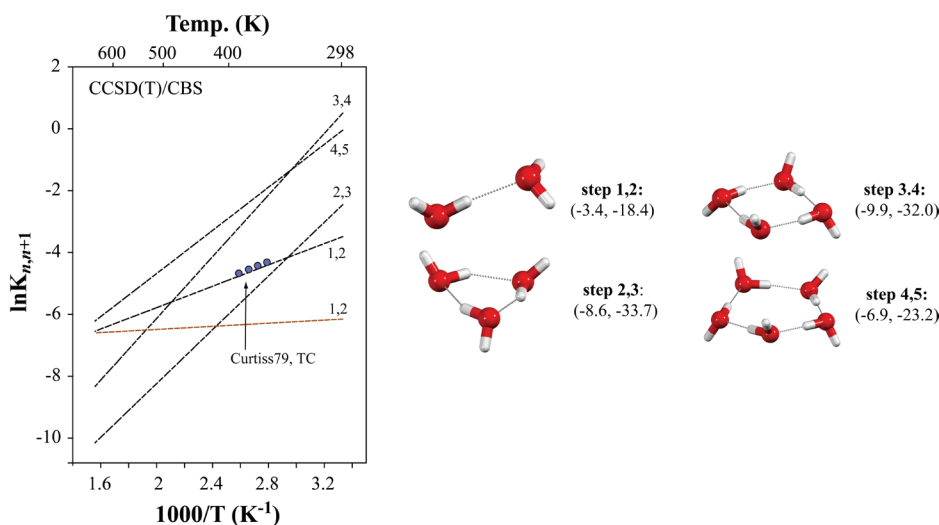 Temp. (K)
600 500 400 298
2
0
-2
-4
-6
-8
-10
lnKn,n+1
CCSD(T)/CBS
3,4
4,5
2,3
1,2
1,2
Curtiss79, TC
1.6 2 2.4 2.8 3.2
1000/T (K-1)
step 1,2:
(-3.4, -18.4)
step 2,3:
(-8.6, -33.7)
step 3.4:
(-9.9, -32.0)
step 4,5:
(-6.9, -23.2)